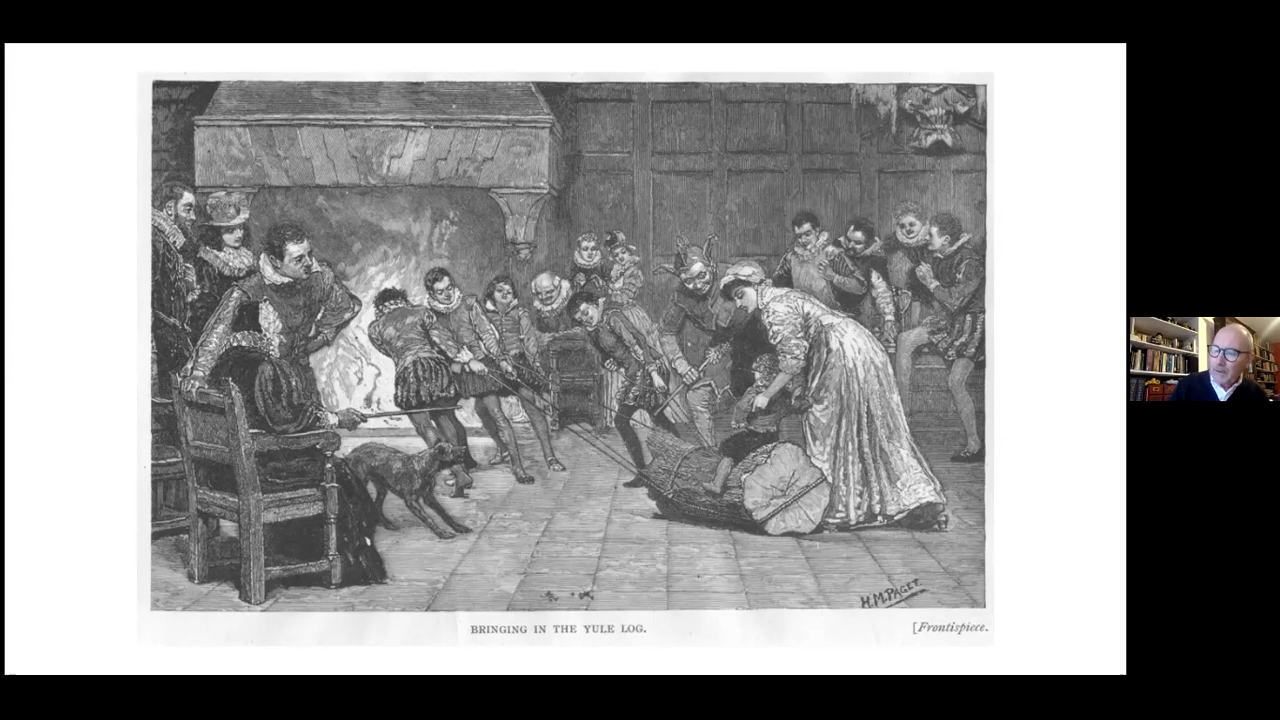 H.M.PAGET.
BRINGING IN THE YULE LOG.
[Frontispiece.